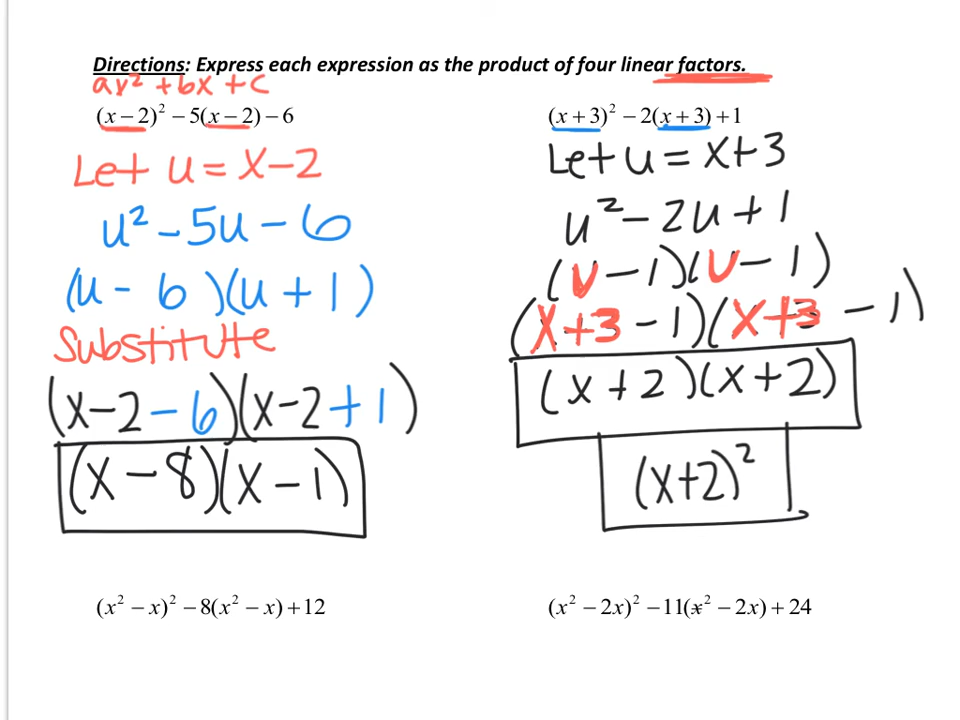 Directions: Express each expression as the product of four linear factors.
ax² + bx + c
(x – 2)² – 5(x – 2) – 6
Let u = x – 2
u² – 5u – 6
(u – 6)(u + 1)
Substitute
(x – 2 – 6)(x – 2 + 1)
(x – 8)(x – 1)
(x + 3)² – 2(x + 3) + 1
Let u = x + 3
u² – 2u + 1
(u – 1)(u – 1)
(x + 3 – 1)(x + 3 – 1)
(x + 2)(x + 2)
(x + 2)²
(x² – x)² – 8(x² – x) + 12
(x² – 2x)² – 11(x² – 2x) + 24